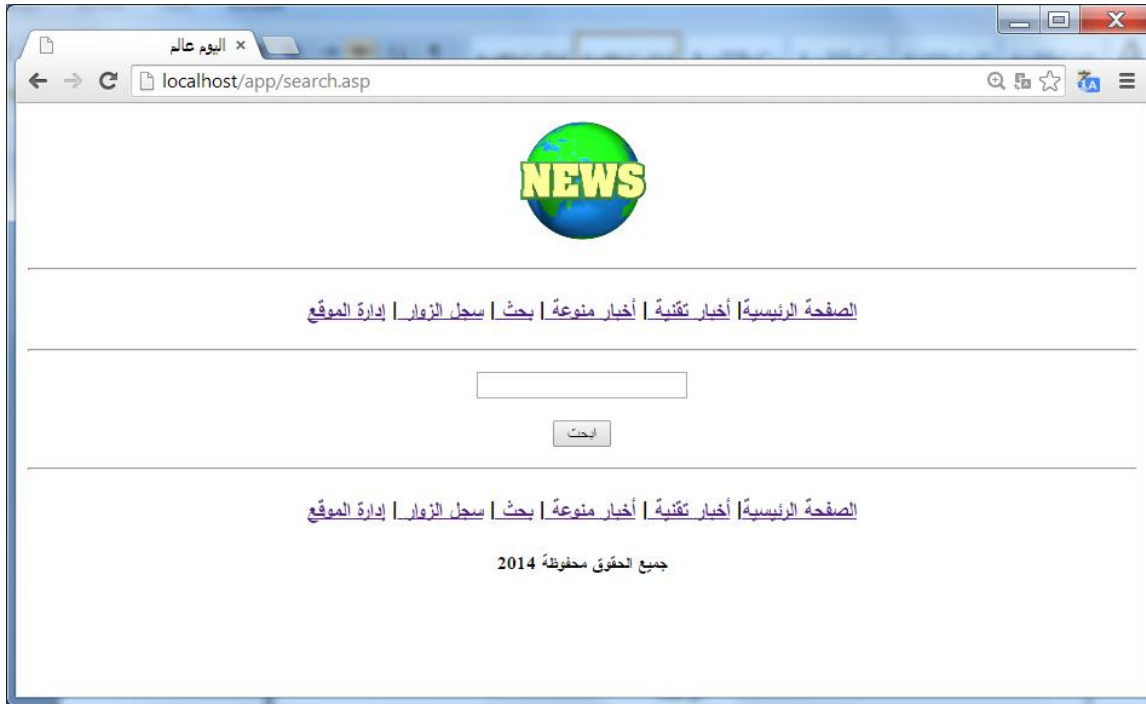 اليوم عالم ×
localhost/app/search.asp
NEWS
الصفحة الرئيسية| أخبار تقنية | أخبار منوعة | بحث | سجل الزوار | إدارة الموقع
ابحث
الصفحة الرئيسية| أخبار تقنية | أخبار منوعة | بحث | سجل الزوار | إدارة الموقع
جميع الحقوق محفوظة 2014